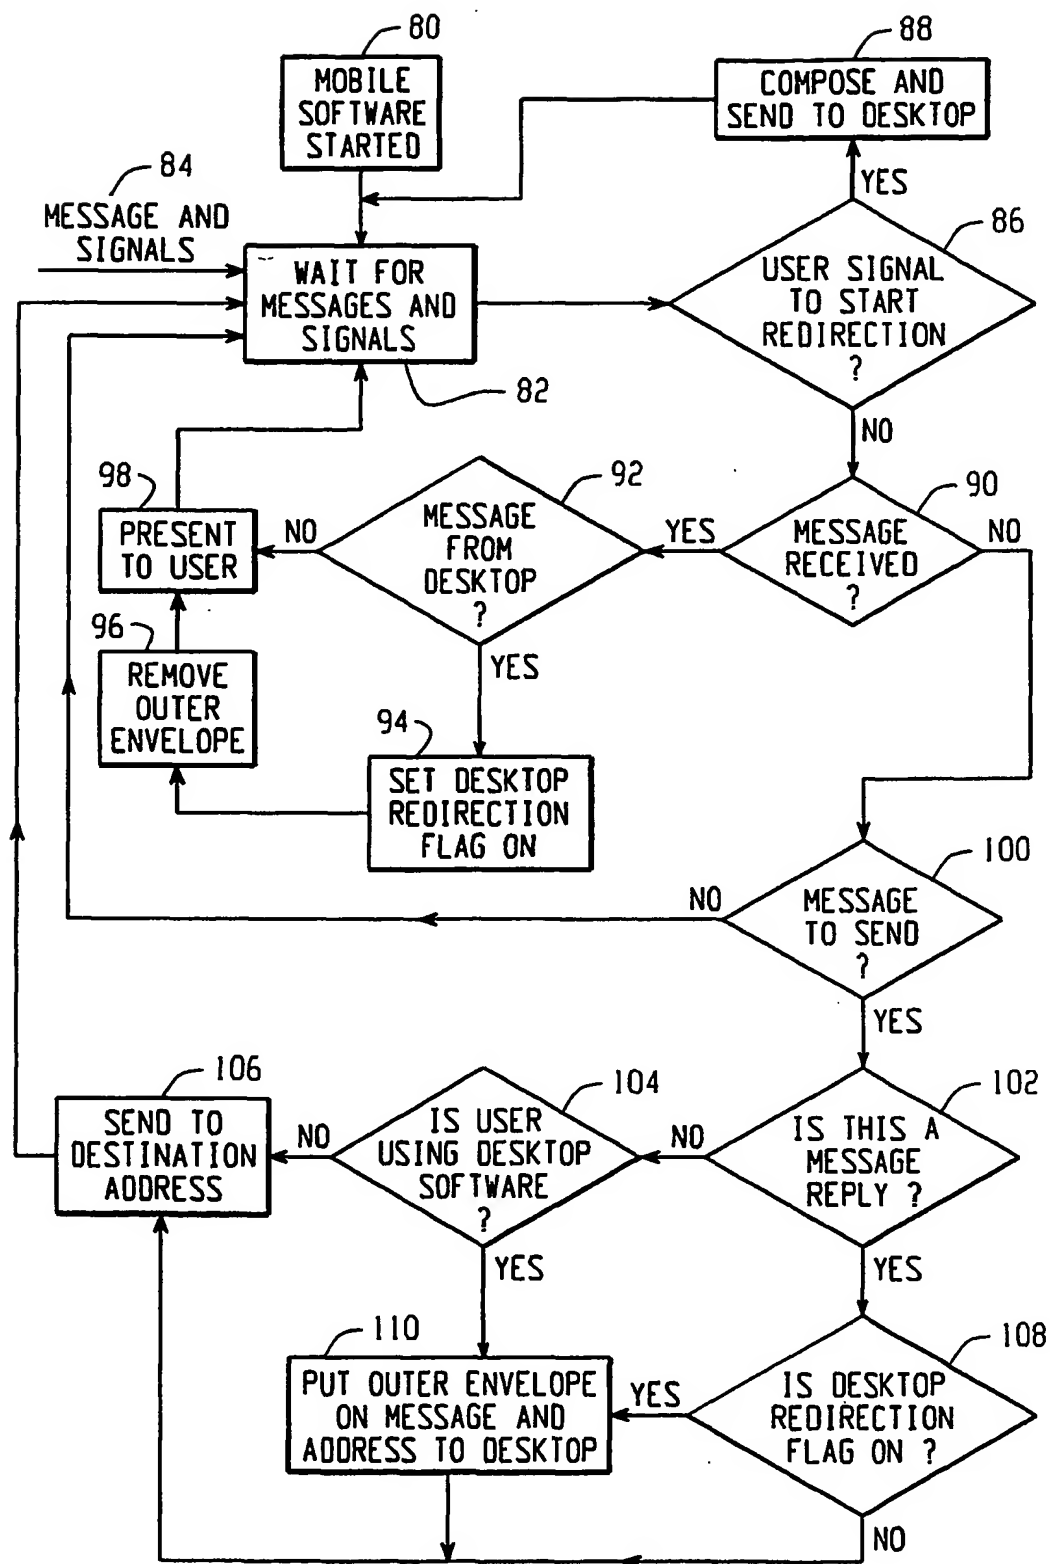 80
MOBILE
SOFTWARE
STARTED
88
COMPOSE AND
SEND TO DESKTOP
YES
84
MESSAGE AND
SIGNALS
WAIT FOR
MESSAGES AND
SIGNALS
82
86
USER SIGNAL
TO START
REDIRECTION
?
NO
98
PRESENT
TO USER
NO
92
MESSAGE
FROM
DESKTOP
?
YES
YES
90
MESSAGE
RECEIVED
?
NO
96
REMOVE
OUTER
ENVELOPE
94
SET DESKTOP
REDIRECTION
FLAG ON
100
MESSAGE
TO SEND
?
NO
YES
106
SEND TO
DESTINATION
ADDRESS
NO
104
IS USER
USING DESKTOP
SOFTWARE
?
YES
NO
102
IS THIS A
MESSAGE
REPLY ?
YES
110
PUT OUTER ENVELOPE
ON MESSAGE AND
ADDRESS TO DESKTOP
YES
108
IS DESKTOP
REDIRECTION
FLAG ON ?
NO